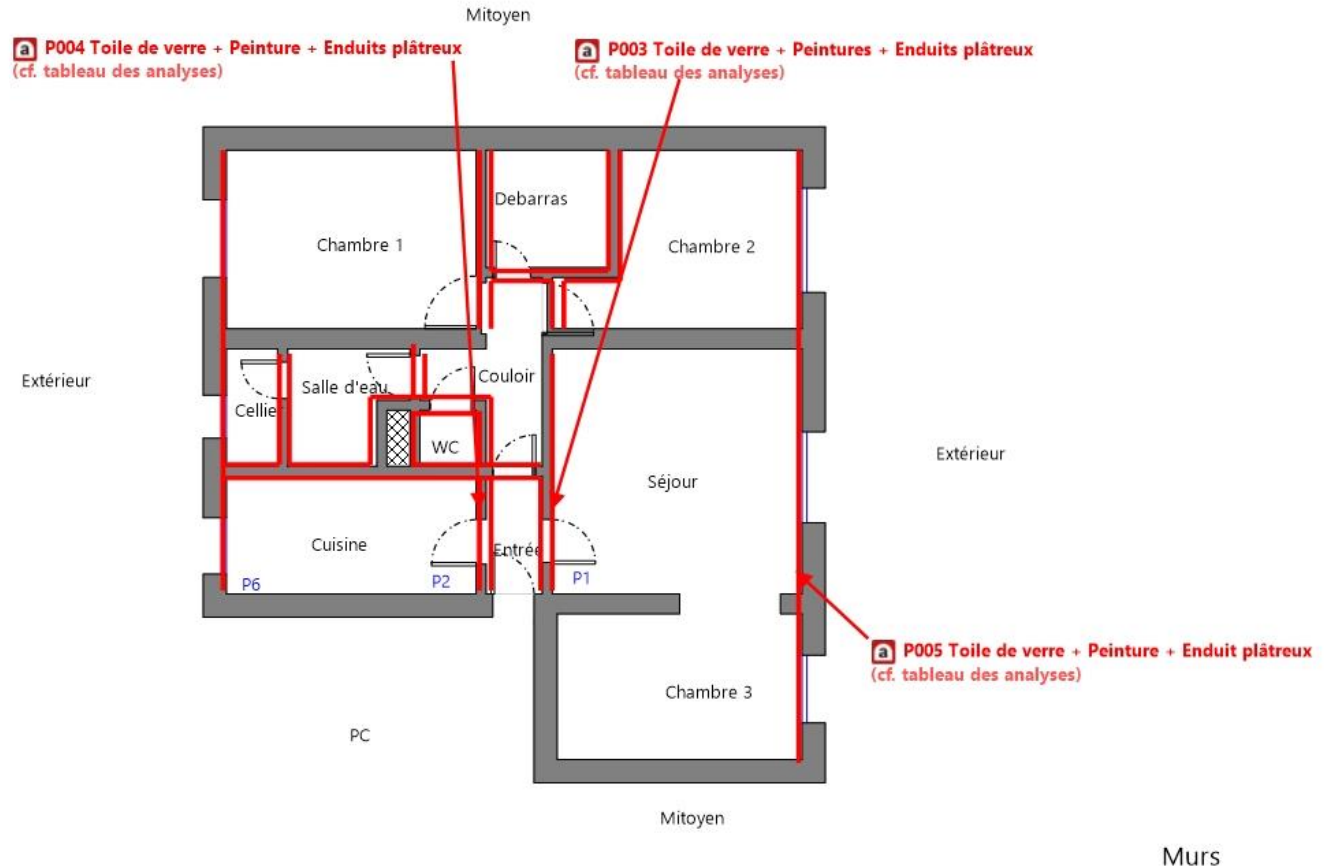 Mitoyen
a P004 Toile de verre + Peinture + Enduits plâtreux
(cf. tableau des analyses)
a P003 Toile de verre + Peintures + Enduits plâtreux
(cf. tableau des analyses)
Debarras
Chambre 1
Chambre 2
Extérieur
Salle d'eau
Couloir
Cellier
WC
Extérieur
Séjour
Cuisine
Entrée
P6
P2
P1
a P005 Toile de verre + Peinture + Enduit plâtreux
(cf. tableau des analyses)
Chambre 3
PC
Mitoyen
Murs